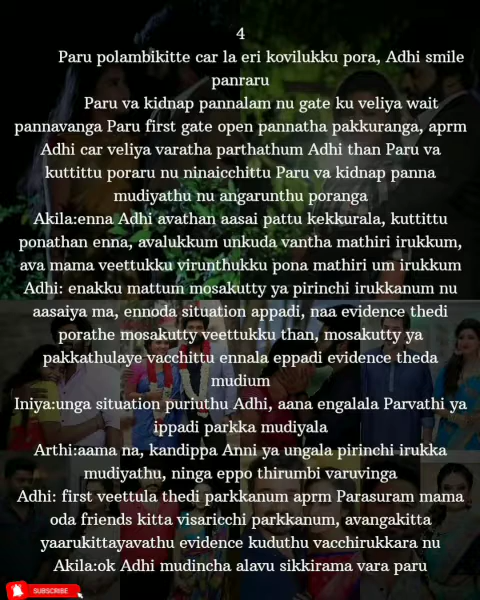 4
Paru polambikitte car la eri kovilukku pora, Adhi smile
panraru
Paru va kidnap pannalam nu gate ku veliya wait
pannavanga Paru first gate open pannatha pakkuranga, aprm
Adhi car veliya varatha parthathum Adhi than Paru va
kuttittu poraru nu ninaicchittu Paru va kidnap panna
mudiyathu nu angarunthu poranga
Akila:enna Adhi avathan aasai pattu kekkurala, kuttittu
ponathan enna, avalukkum unkuda vantha mathiri irukkum,
ava mama veettukku virunthukku pona mathiri um irukkum
Adhi: enakku mattum mosakutty ya pirinchi irukkanum nu
aasaiya ma, ennoda situation appadi, naa evidence thedi
porathe mosakutty veettukku than, mosakutty ya
pakkathulaye vacchittu ennala eppadi evidence theda
mudium
Iniya:unga situation puriuthu Adhi, aana engalala Parvathi ya
ippadi parkka mudiyala
Arthi:aama na, kandippa Anni ya ungala pirinchi irukka
mudiyathu, ninga eppo thirumbi varuvinga
Adhi: first veettula thedi parkkanum aprm Parasuram mama
oda friends kitta visaricchi parkkanum, avangakitta
yaarukittayavathu evidence kuduthu vacchirukkara nu
Akila:ok Adhi mudincha alavu sikkirama vara paru
SUBSCRIBE